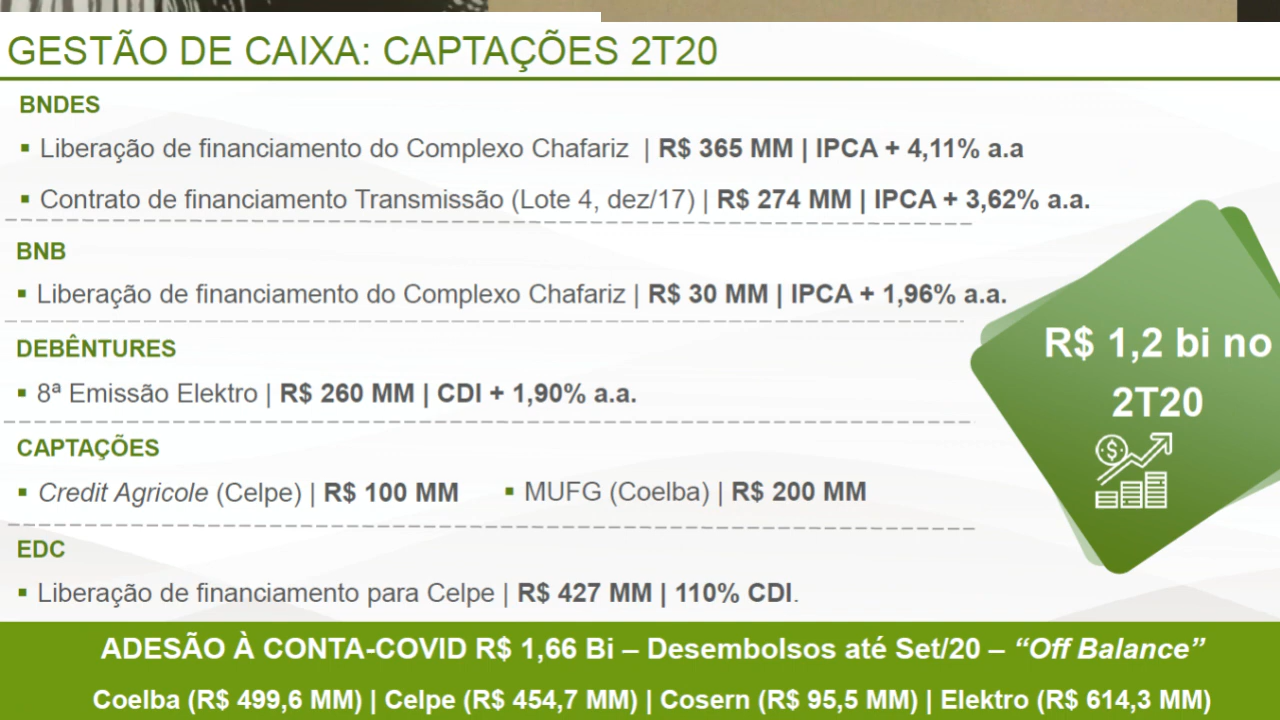 GESTÃO DE CAIXA: CAPTAÇÕES 2T20
BNDES
▪ Liberação de financiamento do Complexo Chafariz | R$ 365 MM | IPCA + 4,11% a.a
▪ Contrato de financiamento Transmissão (Lote 4, dez/17) | R$ 274 MM | IPCA + 3,62% a.a.
BNB
▪ Liberação de financiamento do Complexo Chafariz | R$ 30 MM | IPCA + 1,96% a.a.
DEBÊNTURES
▪ 8ª Emissão Elektro | R$ 260 MM | CDI + 1,90% a.a.
CAPTAÇÕES
▪ Credit Agricole (Celpe) | R$ 100 MM ▪ MUFG (Coelba) | R$ 200 MM
EDC
▪ Liberação de financiamento para Celpe | R$ 427 MM | 110% CDI.
R$ 1,2 bi no
2T20
ADESÃO À CONTA-COVID R$ 1,66 Bi – Desembolsos até Set/20 – “Off Balance”
Coelba (R$ 499,6 MM) | Celpe (R$ 454,7 MM) | Cosern (R$ 95,5 MM) | Elektro (R$ 614,3 MM)